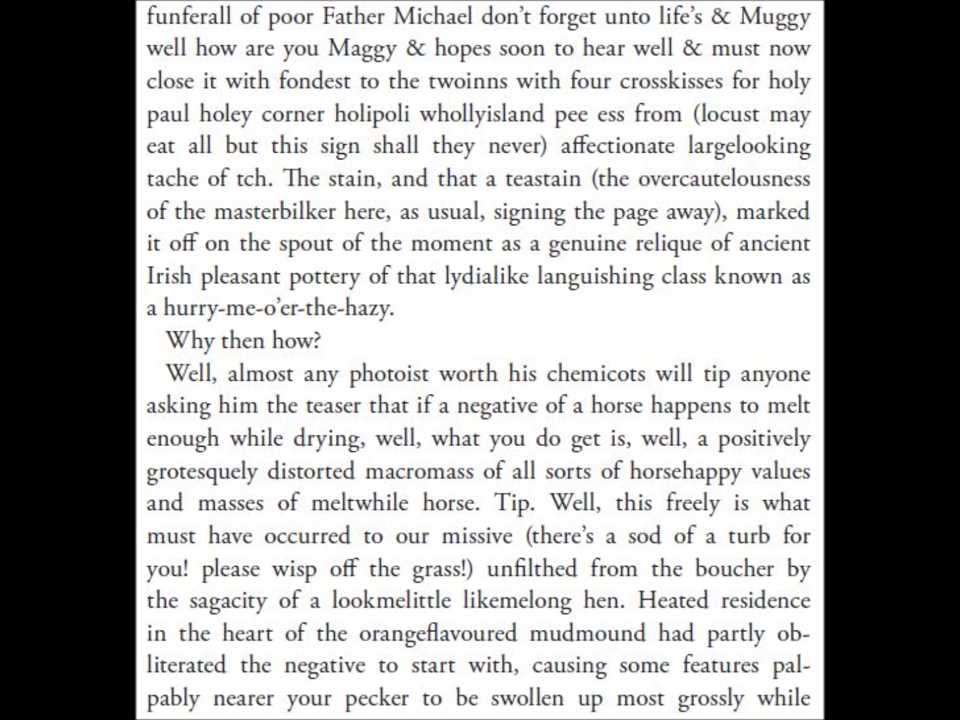 funferall of poor Father Michael don’t forget unto life’s & Muggy
well how are you Maggy & hopes soon to hear well & must now
close it with fondest to the twoinns with four crosskisses for holy
paul holey corner holipoli whollyisland pee ess from (locust may
eat all but this sign shall they never) affectionate largelooking
tache of tch. The stain, and that a teastain (the overcautelousness
of the masterbilker here, as usual, signing the page away), marked
it off on the spout of the moment as a genuine relique of ancient
Irish pleasant pottery of that lydialike languishing class known as
a hurry-me-o’er-the-hazy.
Why then how?
Well, almost any photoist worth his chemicots will tip anyone
asking him the teaser that if a negative of a horse happens to melt
enough while drying, well, what you do get is, well, a positively
grotesquely distorted macromass of all sorts of horsehappy values
and masses of meltwhile horse. Tip. Well, this freely is what
must have occurred to our missive (there’s a sod of a turb for
you! please wisp off the grass!) unfilthed from the boucher by
the sagacity of a lookmelittle likemelong hen. Heated residence
in the heart of the orangeflavoured mudmound had partly ob-
literated the negative to start with, causing some features pal-
pably nearer your pecker to be swollen up most grossly while